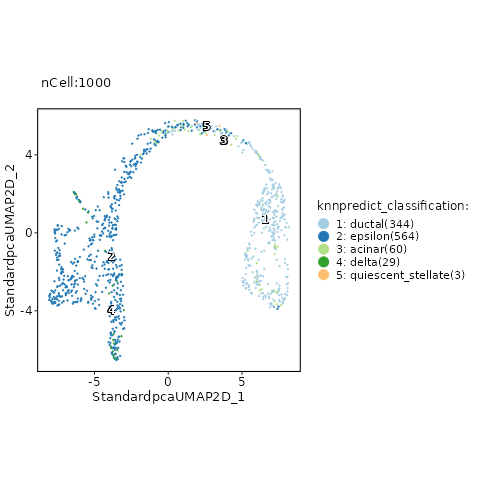 nCell:1000
StandardpcaUMAP2D_2
4
0
-4
5
3
1
2
4
-5
0
5
StandardpcaUMAP2D_1
knnpredict_classification:
1: ductal(344)
2: epsilon(564)
3: acinar(60)
4: delta(29)
5: quiescent_stellate(3)